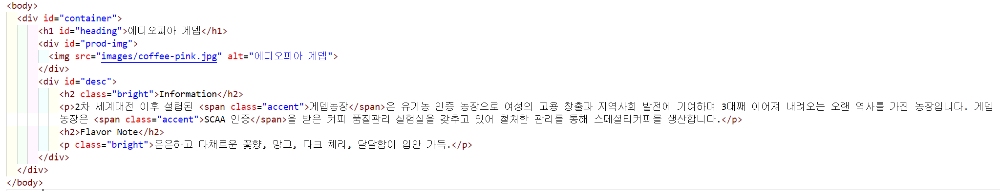 <body>
<div id="container">
<h1 id="heading">에디오피아 게뎁</h1>
<div id="prod-img">
<img src="images/coffee-pink.jpg" alt="에디오피아 게뎁">
</div>
<div id="desc">
<h2 class="bright">Information</h2>
<p>2차 세계대전 이후 설립된 <span class="accent">게뎁농장</span>은 유기농 인증 농장으로 여성의 고용 창출과 지역사회 발전에 기여하며 3대째 이어져 내려오는 오랜 역사를 가진 농장입니다. 게뎁
농장은 <span class="accent">SCAA 인증</span>을 받은 커피 품질관리 실험실을 갖추고 있어 철처한 관리를 통해 스페셜티커피를 생산합니다.</p>
<h2>Flavor Note</h2>
<p class="bright">은은하고 다채로운 꽃향, 망고, 다크 체리, 달달함이 입안 가득.</p>
</div>
</div>
</body>